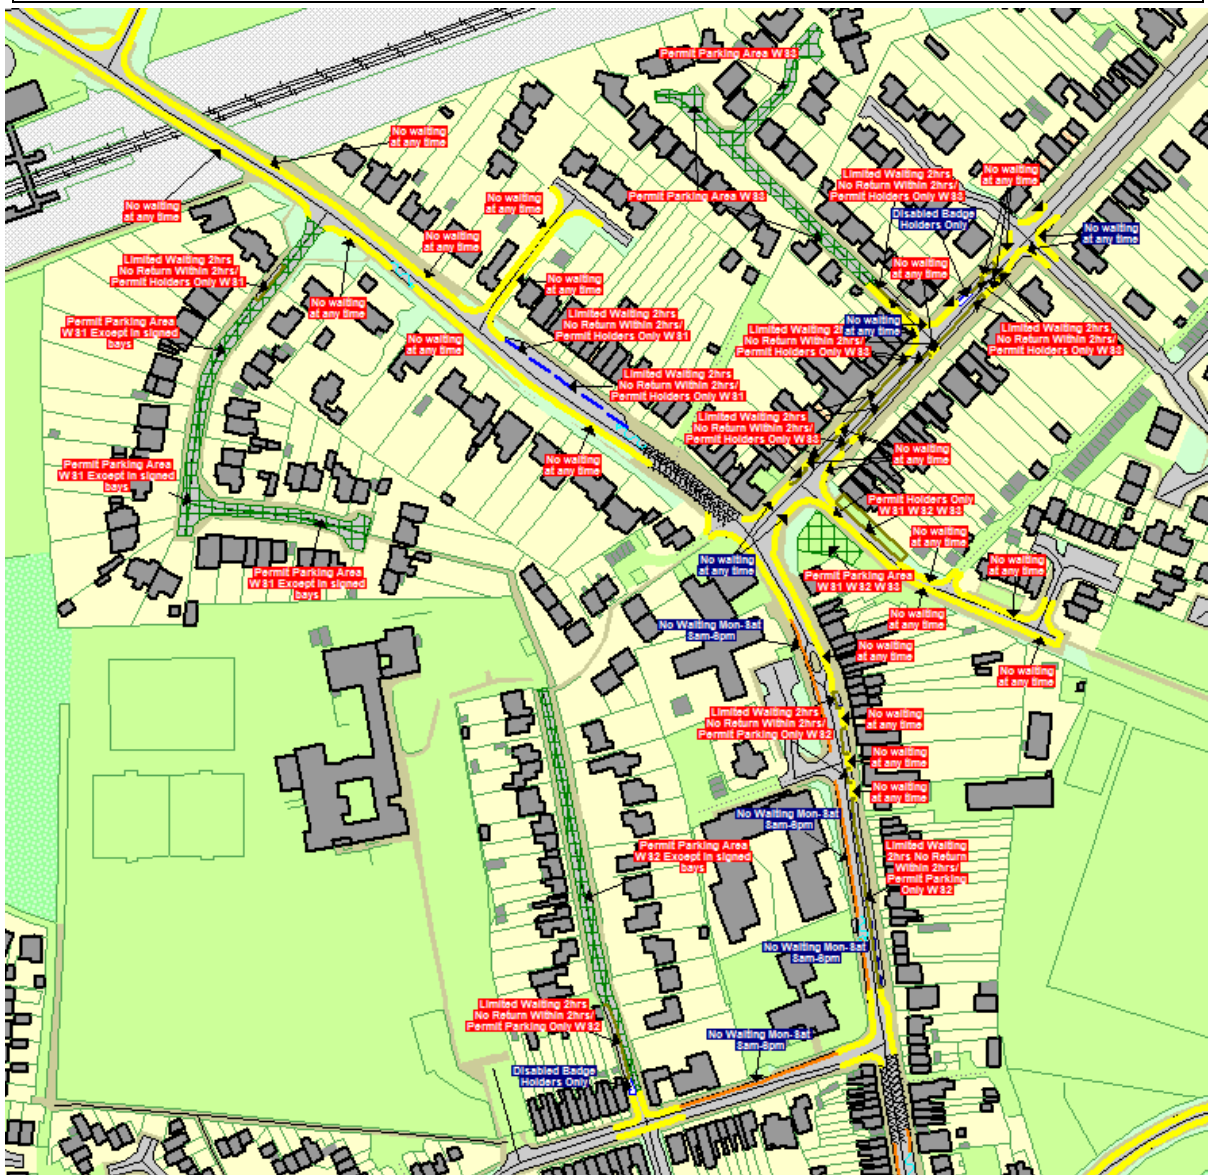 Permit Parking Area W83
No waiting
at any time
Limited Waiting 2hrs
No Return Within 2hrs/
Permit Holders Only W83
No waiting
at any time
Permit Parking Area W83
No waiting
at any time
No waiting
at any time
Disabled Badge
Holders Only
No waiting
at any time
No waiting
at any time
Limited Waiting 2hrs
No Return Within 2hrs/
Permit Holders Only W81
No waiting
at any time
No waiting
at any time
No waiting
at any time
Permit Parking Area
W81 Except in signed
bays
Limited Waiting 2hrs
No Return Within 2hrs/
Permit Holders Only W81
No waiting
at any time
Limited Waiting 2hrs
No Return Within 2hrs/
Permit Holders Only W83
No waiting
at any time
Limited Waiting 2hrs
No Return Within 2hrs/
Permit Holders Only W83
Limited Waiting 2hrs
No Return Within 2hrs/
Permit Holders Only W81
Limited Waiting 2hrs
No Return Within 2hrs/
Permit Holders Only W83
No waiting
at any time
No waiting
at any time
Permit Parking Area
W81 Except in signed
bays
Permit Holders Only
W81 W82 W83
No waiting
at any time
No waiting
at any time
No waiting
at any time
Permit Parking Area
W81 Except in signed
bays
Permit Parking Area
W81 W82 W83
No Waiting Mon-Sat
8am-6pm
No waiting
at any time
No waiting
at any time
No waiting
at any time
Limited Waiting 2hrs
No Return Within 2hrs/
Permit Parking Only W82
No waiting
at any time
No waiting
at any time
No waiting
at any time
No Waiting Mon-Sat
8am-6pm
Permit Parking Area
W82 Except in signed
bays
Limited Waiting
2hrs No Return
Within 2hrs/
Permit Parking
Only W82
No Waiting Mon-Sat
8am-6pm
Limited Waiting 2hrs
No Return Within 2hrs/
Permit Parking Only W82
No Waiting Mon-Sat
8am-6pm
Disabled Badge
Holders Only